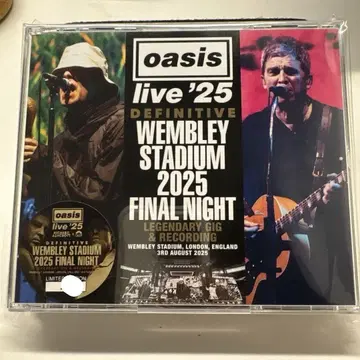 oasis
live '25
DEFINITIVE
WEMBLEY
STADIUM
2025
FINAL NIGHT
LEGENDARY GIG
& RECORDING
WEMBLEY STADIUM, LONDON, ENGLAND
3RD AUGUST 2025
oasis
live '25
DEFINITIVE
WEMBLEY STADIUM
2025 FINAL NIGHT
LIMITED